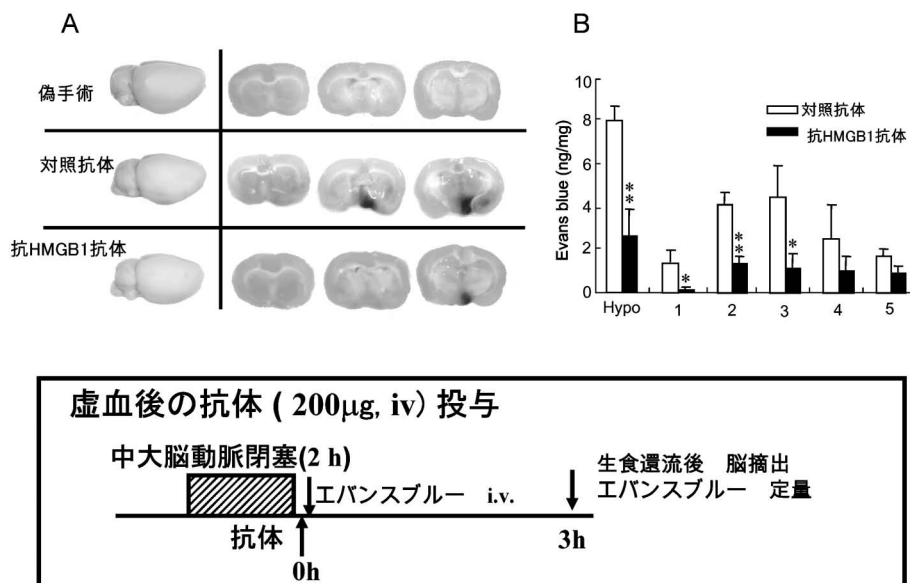 A
偽手術
対照抗体
抗HMGB1抗体
B
Evans blue (ng/mg)
10
8
6
4
2
0
対照抗体
抗HMGB1抗体
**
*
**
*
Hypo 1 2 3 4 5
虚血後の抗体 ( 200μg, iv) 投与
中大脳動脈閉塞(2 h)
エバンスブルー i.v.
生食還流後 脳摘出
エバンスブルー 定量
抗体
0h
3h